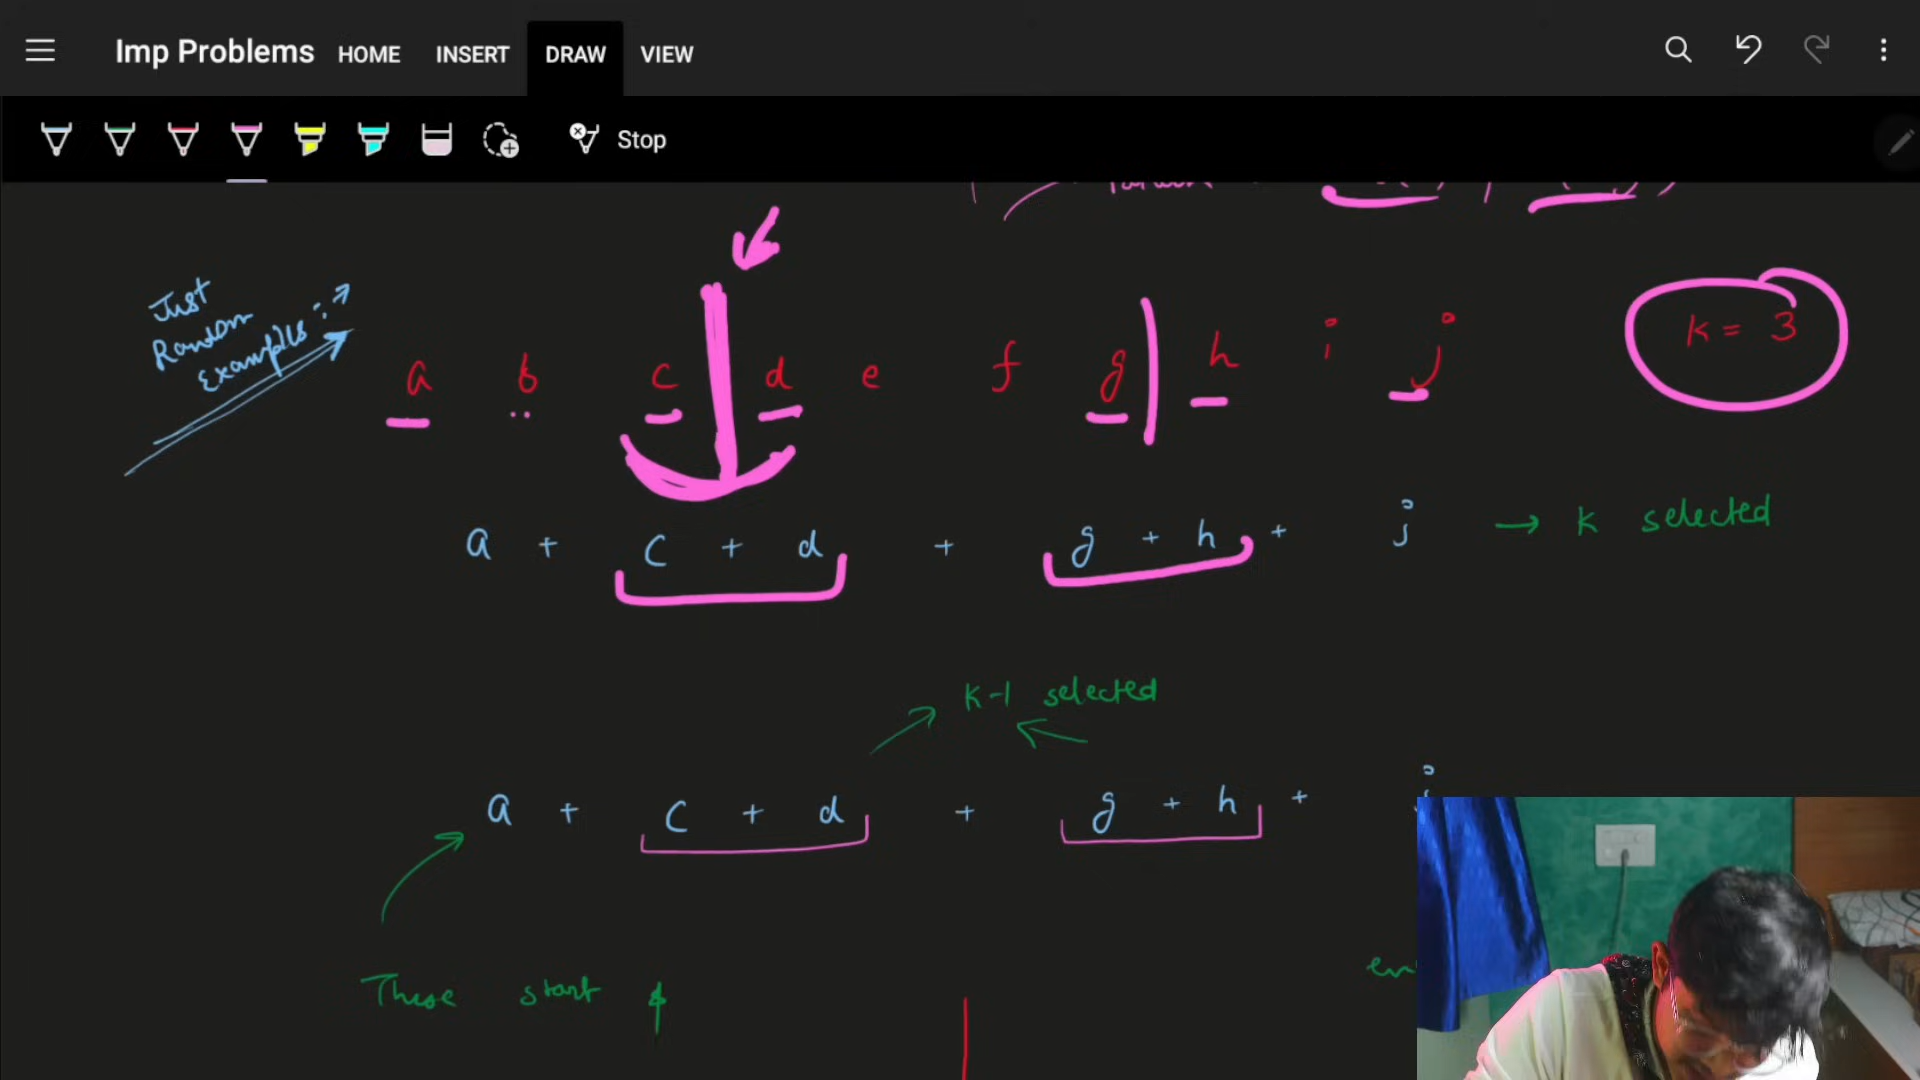 Imp Problems HOME INSERT DRAW VIEW
Stop
Just
Random
Examples :
a b c d e f g h i j
k = 3
a + c + d + g + h + j → k selected
k-1 selected
a + c + d + g + h +
These start &